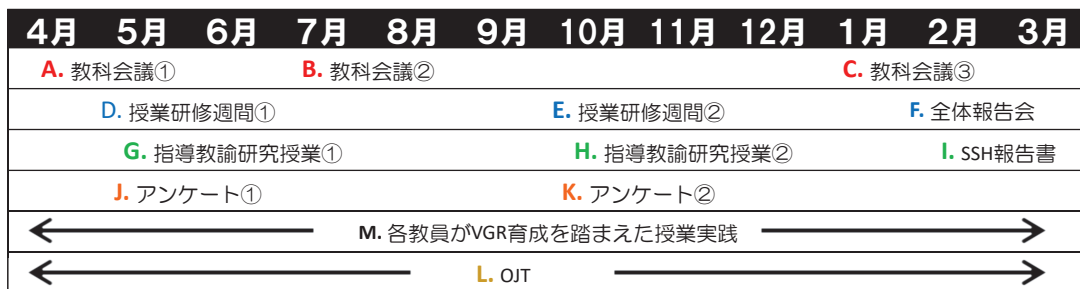 4月 5月 6月 7月 8月 9月 10月 11月 12月 1月 2月 3月
A. 教科会議① B. 教科会議② C. 教科会議③
D. 授業研修週間① E. 授業研修週間② F. 全体報告会
G. 指導教諭研究授業① H. 指導教諭研究授業② I. SSH報告書
J. アンケート① K. アンケート②
M. 各教員がVGR育成を踏まえた授業実践
L. OJT